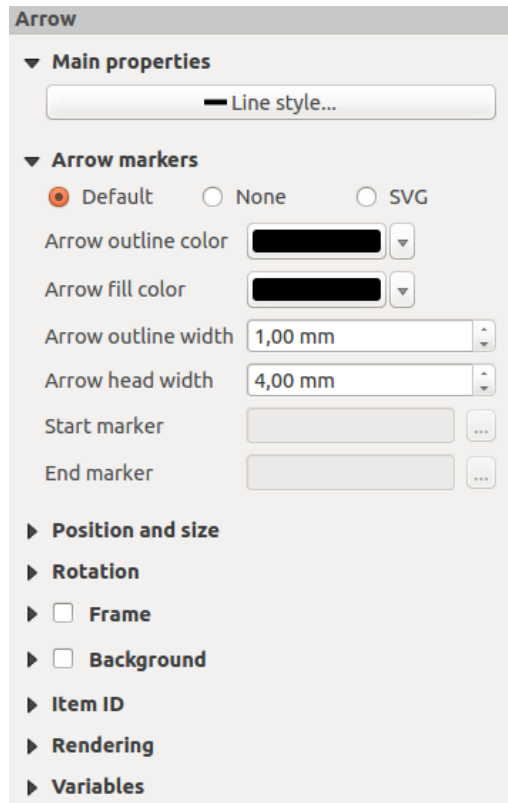 Arrow
Main properties
Line style...
Arrow markers
Default None SVG
Arrow outline color
Arrow fill color
Arrow outline width 1,00 mm
Arrow head width 4,00 mm
Start marker ...
End marker ...
Position and size
Rotation
Frame
Background
Item ID
Rendering
Variables